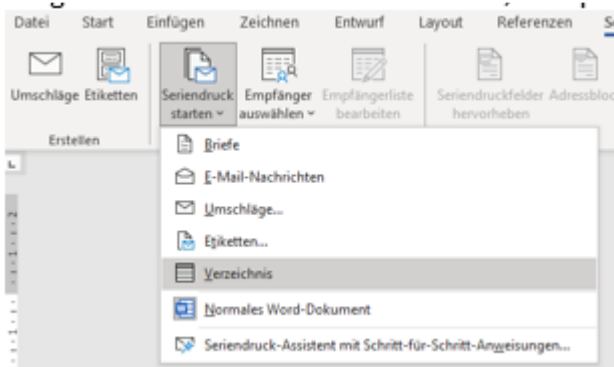 Datei Start Einfügen Zeichnen Entwurf Layout Referenzen
Umschläge Etiketten Seriendruck Empfänger Empfängerliste Seriendruckfelder
starten auswählen bearbeiten hervorheben
Erstellen
Briefe
E-Mail-Nachrichten
Umschläge...
Etiketten...
Verzeichnis
Normales Word-Dokument
Seriendruck-Assistent mit Schritt-für-Schritt-Anweisungen...